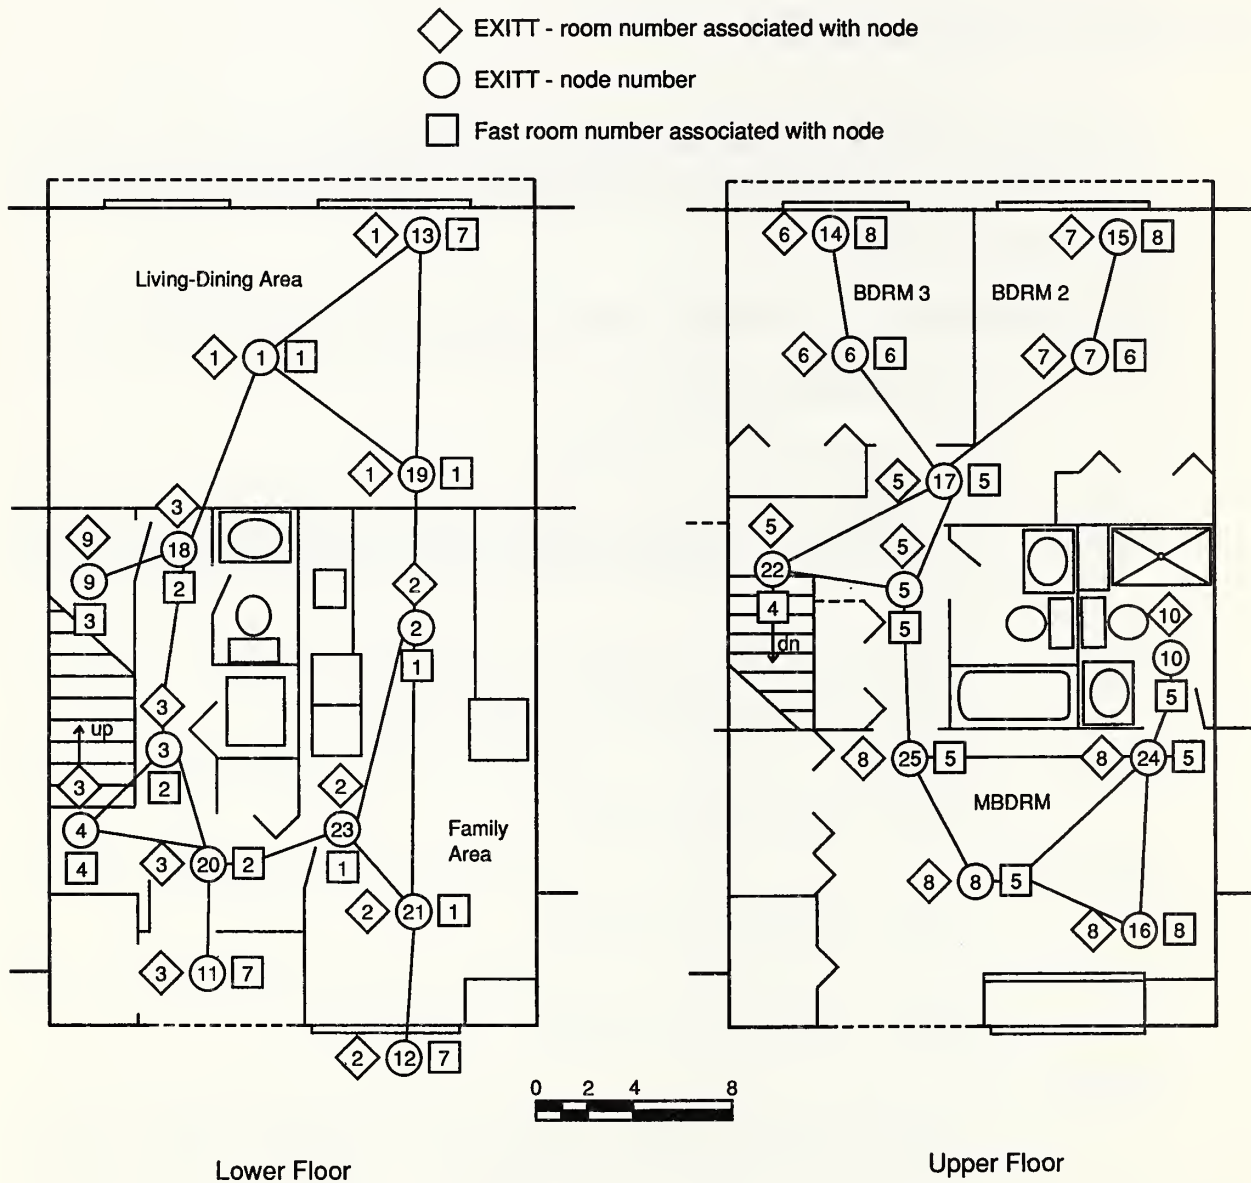 EXITT - room number associated with node
EXITT - node number
Fast room number associated with node
1 13 7
Living-Dining Area
1 1 1
1 19 1
3
9
18
9
2
3
2
2
1
3
up
3
3
2
2
4
23
Family
Area
3 20 2
4
1
2 21 1
3 11 7
2 12 7
Lower Floor
6 14 8
7 15 8
BDRM 3 BDRM 2
6 6 6
7 7 6
5 17 5
5
5
22
5
4
5
10
dn
10
5
8 25 5
8 24 5
MBDRM
8 8 5
8 16 8
0 2 4 8
Upper Floor